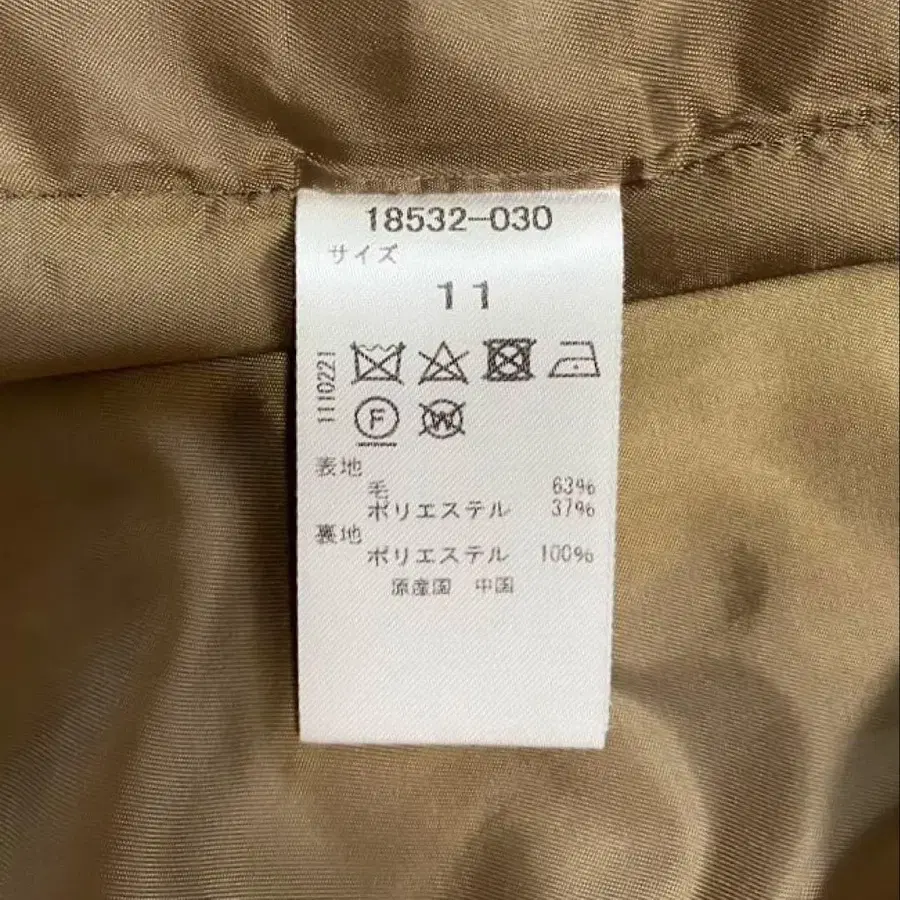 18532-030
サイズ
11
1110221
F
W
表地
毛 63%
ポリエステル 37%
裏地
ポリエステル 100%
原産国 中国